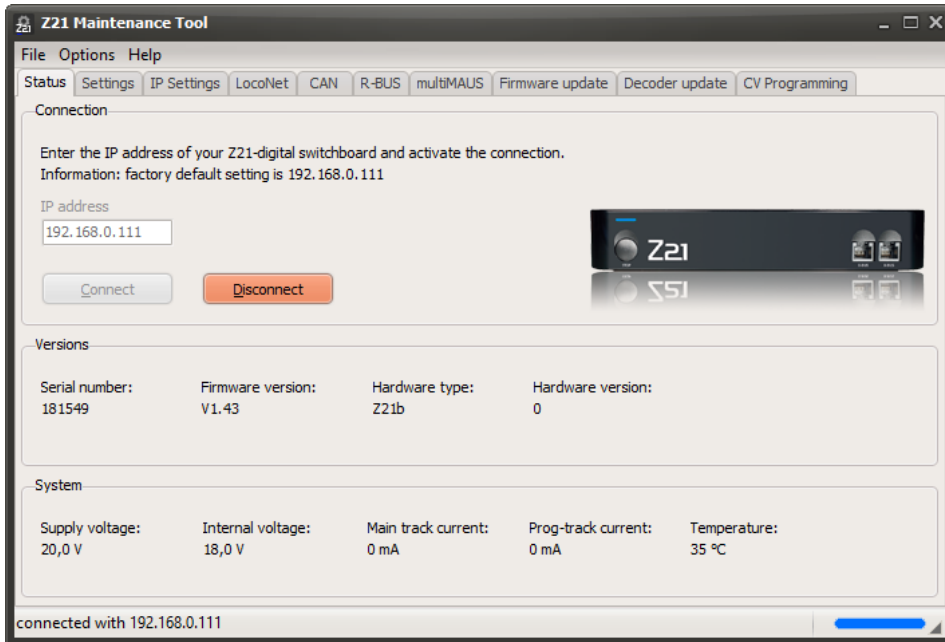 Z21 Maintenance Tool
File Options Help
Status Settings IP Settings LocoNet CAN R-BUS multiMAUS Firmware update Decoder update CV Programming
Connection
Enter the IP address of your Z21-digital switchboard and activate the connection.
Information: factory default setting is 192.168.0.111
IP address
192.168.0.111
Z21
Connect Disconnect
Versions
Serial number: Firmware version: Hardware type: Hardware version:
181549 V1.43 Z21b 0
System
Supply voltage: Internal voltage: Main track current: Prog-track current: Temperature:
20,0 V 18,0 V 0 mA 0 mA 35 °C
connected with 192.168.0.111